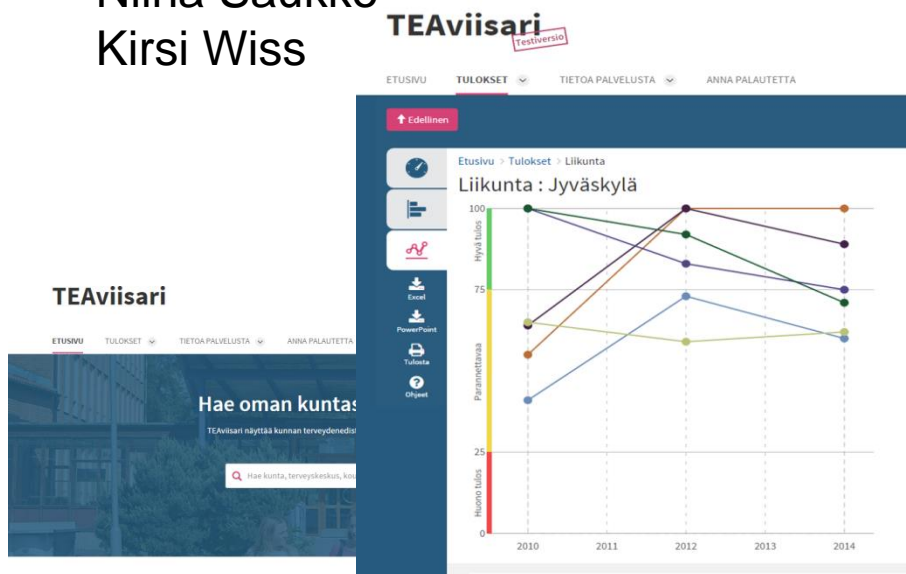 Kirsi Wiss
TEAviisari
Testiversio
ETUSIVU TULOKSET TIETOA PALVELUSTA ANNA PALAUTETTA
Edellinen
Etusivu > Tulokset > Liikunta
Liikunta : Jyväskylä
100
Hyvä tulos
75
Parannettavaa
25
Huono tulos
0
2010 2011 2012 2013 2014
Excel
PowerPoint
Tulosta
Ohjeet
TEAviisari
ETUSIVU TULOKSET TIETOA PALVELUSTA ANNA PALAUTETTA
Hae oman kuntas
TEAviisari näyttää kunnan terveydenedist
Hae kunta, terveyskeskus, kou